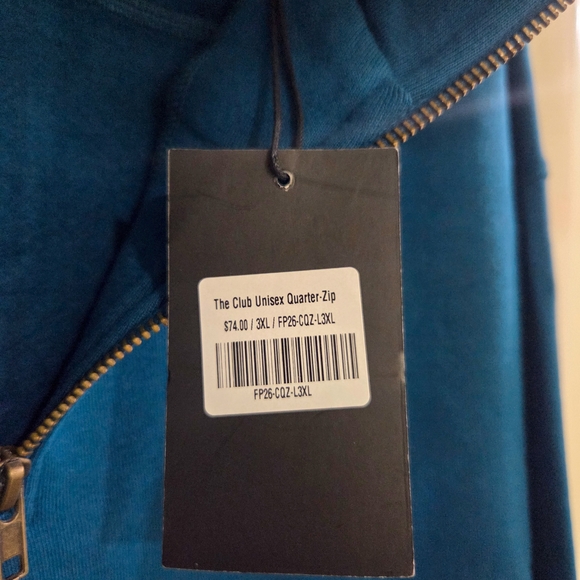 The Club Unisex Quarter-Zip
$74.00 / 3XL / FP26-CQZ-L3XL
FP26-CQZ-L3XL